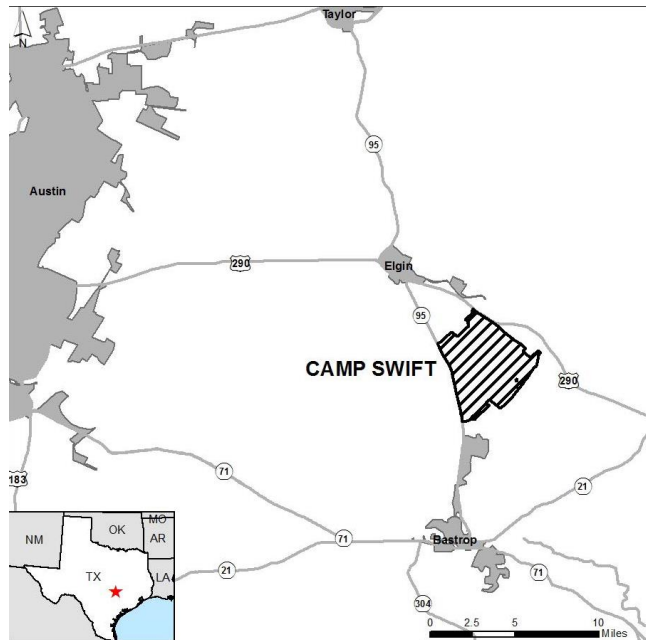 Taylor
N
95
Austin
290
Elgin
95
CAMP SWIFT
290
183
71
21
MO
OK
NM
AR
71
Bastrop
TX
LA
21
71
304
0 2.5 5 10
Miles